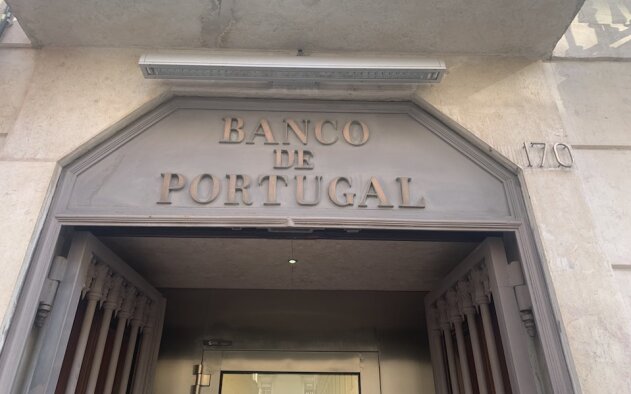 BANCO
DE
PORTUGAL
170